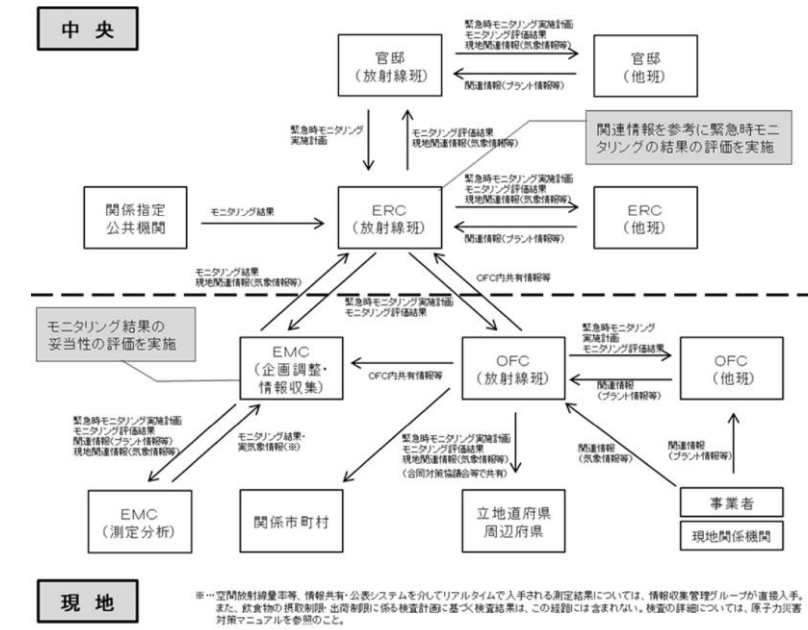 中 央
官邸
（放射線班）
緊急時モニタリング実施計画
モニタリング評価結果
現地関連情報（気象情報等）
関連情報（プラント情報等）
官邸
（他班）
緊急時モニタリング
実施計画
モニタリング評価結果
現地関連情報（気象情報等）
関連情報を参考に緊急時モニ
タリングの結果の評価を実施
関係指定
公共機関
モニタリング結果
ERC
（放射線班）
緊急時モニタリング実施計画
モニタリング評価結果
現地関連情報（気象情報等）
関連情報（プラント情報等）
ERC
（他班）
モニタリング結果
現地関連情報（気象情報等）
緊急時モニタリング実施計画
モニタリング評価結果
OFC内共有情報等
モニタリング結果の
妥当性の評価を実施
EMC
（企画調整・
情報収集）
OFC内共有情報等
OFC
（放射線班）
緊急時モニタリング
実施計画
モニタリング評価結果
関連情報
（プラント情報等）
OFC
（他班）
緊急時モニタリング実施計画
モニタリング評価結果
関連情報（プラント情報等）
現地関連情報（気象情報等）
モニタリング結果・
実気象情報（※）
緊急時モニタリング実施計画
モニタリング評価結果
現地関連情報（気象情報等）
（合同対策協議会等で共有）
関連情報
（気象情報等）
関連情報
（プラント情報等）
EMC
（測定分析）
関係市町村
立地道府県
周辺府県
事業者
現地関係機関
現 地
※…空間放射線量率等、情報共有・公表システムを介してリアルタイムで入手される測定結果については、情報収集管理グループが直接入手。
また、飲食物の摂取制限・出荷制限に係る検査計画に基づく検査結果は、この経路には含まれない。検査の詳細については、原子力災害
対策マニュアルを参照のこと。